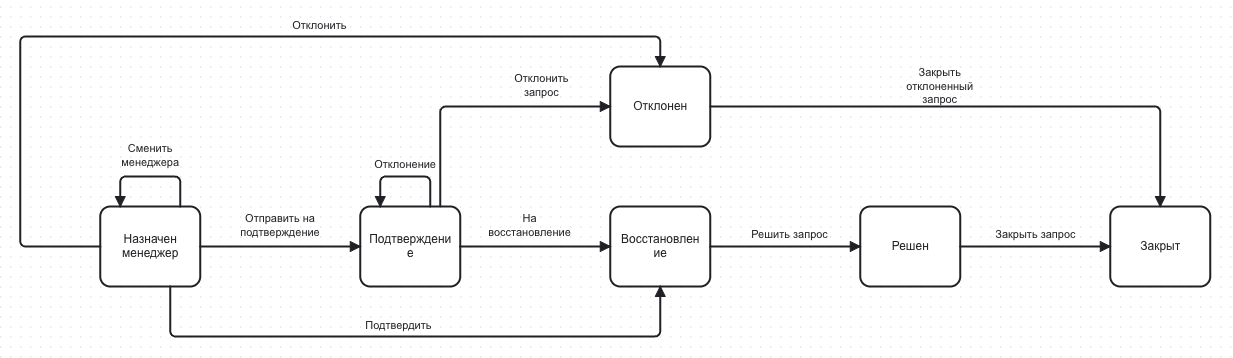 Отклонить
Отклонить
запрос
Закрыть
отклоненный
запрос
Отклонен
Сменить
менеджера
Отклонение
Отправить на
подтверждение
На
восстановление
Решить запрос
Закрыть запрос
Назначен
менеджер
Подтверждени
е
Восстановлен
ие
Решен
Закрыт
Подтвердить